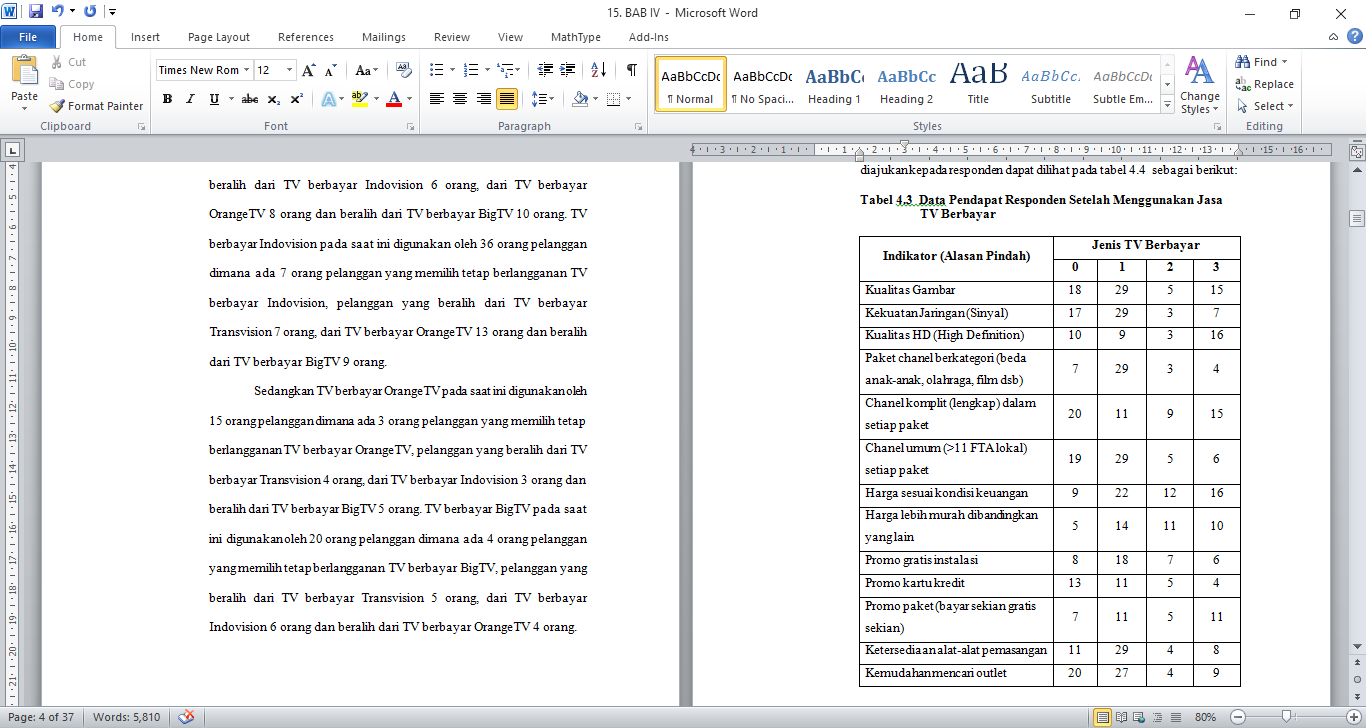 15. BAB IV - Microsoft Word
File Home Insert Page Layout References Mailings Review View MathType Add-Ins
Paste
Cut
Copy
Format Painter
Clipboard
Times New Rom 12
Font
Paragraph
AaBbCcDc AaBbCcDc AaBbCc AaBbCc AaB AaBbCc. AaBbCcDc
¶ Normal ¶ No Spaci... Heading 1 Heading 2 Title Subtitle Subtle Em...
Styles
Change Styles
Find
Replace
Select
Editing
beralih dari TV berbayar Indovision 6 orang, dari TV berbayar
OrangeTV 8 orang dan beralih dari TV berbayar BigTV 10 orang. TV
berbayar Indovision pada saat ini digunakan oleh 36 orang pelanggan
dimana ada 7 orang pelanggan yang memilih tetap berlangganan TV
berbayar Indovision, pelanggan yang beralih dari TV berbayar
Transvision 7 orang, dari TV berbayar OrangeTV 13 orang dan beralih
dari TV berbayar BigTV 9 orang.
Sedangkan TV berbayar OrangeTV pada saat ini digunakan oleh
15 orang pelanggan dimana ada 3 orang pelanggan yang memilih tetap
berlangganan TV berbayar OrangeTV, pelanggan yang beralih dari TV
berbayar Transvision 4 orang, dari TV berbayar Indovision 3 orang dan
beralih dari TV berbayar BigTV 5 orang. TV berbayar BigTV pada saat
ini digunakan oleh 20 orang pelanggan dimana ada 4 orang pelanggan
yang memilih tetap berlangganan TV berbayar BigTV, pelanggan yang
beralih dari TV berbayar Transvision 5 orang, dari TV berbayar
Indovision 6 orang dan beralih dari TV berbayar OrangeTV 4 orang.
diajukan kepada responden dapat dilihat pada tabel 4.4 sebagai berikut:
Tabel 4.3 Data Pendapat Responden Setelah Menggunakan Jasa
TV Berbayar
Indikator (Alasan Pindah) Jenis TV Berbayar
0 1 2 3
Kualitas Gambar 18 29 5 15
Kekuatan Jaringan (Sinyal) 17 29 3 7
Kualitas HD (High Definition) 10 9 3 16
Paket chanel berkategori (beda
anak-anak, olahraga, film dsb) 7 29 3 4
Chanel komplit (lengkap) dalam
setiap paket 20 11 9 15
Chanel umum (>11 FTA lokal)
setiap paket 19 29 5 6
Harga sesuai kondisi keuangan 9 22 12 16
Harga lebih murah dibandingkan
yang lain 5 14 11 10
Promo gratis instalasi 8 18 7 6
Promo kartu kredit 13 11 5 4
Promo paket (bayar sekian gratis
sekian) 7 11 5 11
Ketersediaan alat-alat pemasangan 11 29 4 8
Kemudahan mencari outlet 20 27 4 9
Page: 4 of 37 Words: 5,810 80%